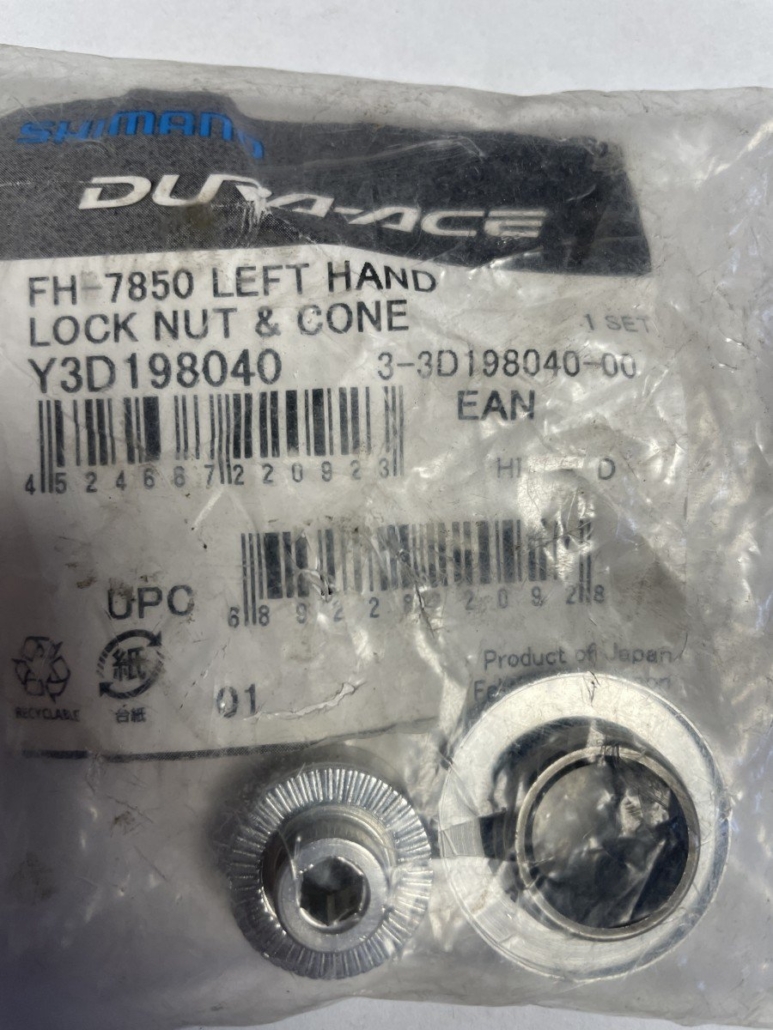 SHIMANO
DURA-ACE
FH-7850 LEFT HAND
LOCK NUT & CONE
1 SET
Y3D198040 3-3D198040-00
EAN
4 524667 220923
UPC
01
Product of Japan
紙
RECYCLABLE
台紙